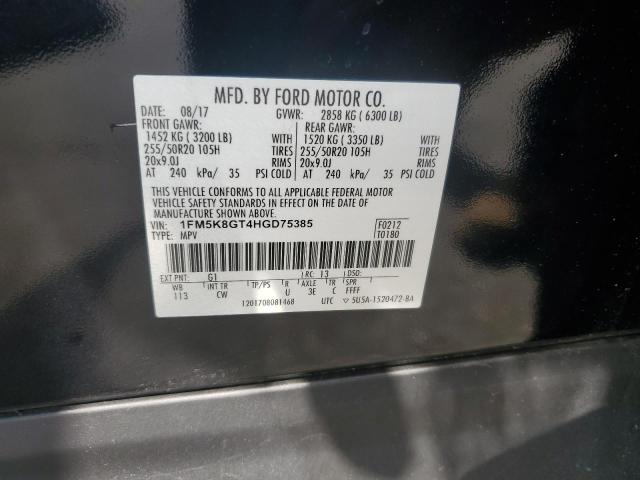 MFD. BY FORD MOTOR CO.
DATE: 08/17 GVWR: 2858 KG ( 6300 LB)
FRONT GAWR: REAR GAWR:
1452 KG ( 3200 LB) WITH 1520 KG ( 3350 LB) WITH
255/50R20 105H TIRES 255/50R20 105H TIRES
20x9.0J RIMS 20x9.0J RIMS
AT 240 kPa/ 35 PSI COLD AT 240 kPa/ 35 PSI COLD
THIS VEHICLE CONFORMS TO ALL APPLICABLE FEDERAL MOTOR
VEHICLE SAFETY STANDARDS IN EFFECT ON THE DATE OF
MANUFACTURE SHOWN ABOVE.
VIN: 1FM5K8GT4HGD75385 F0212
TYPE: MPV T0180
EXT PNT: G1 RC: 13 DSO:
WB INT TR TP/PS R AXLE TR SPR
113 CW U 3E C FFFF
1201708081468 UTC ▽ 5U5A-1520472-BA